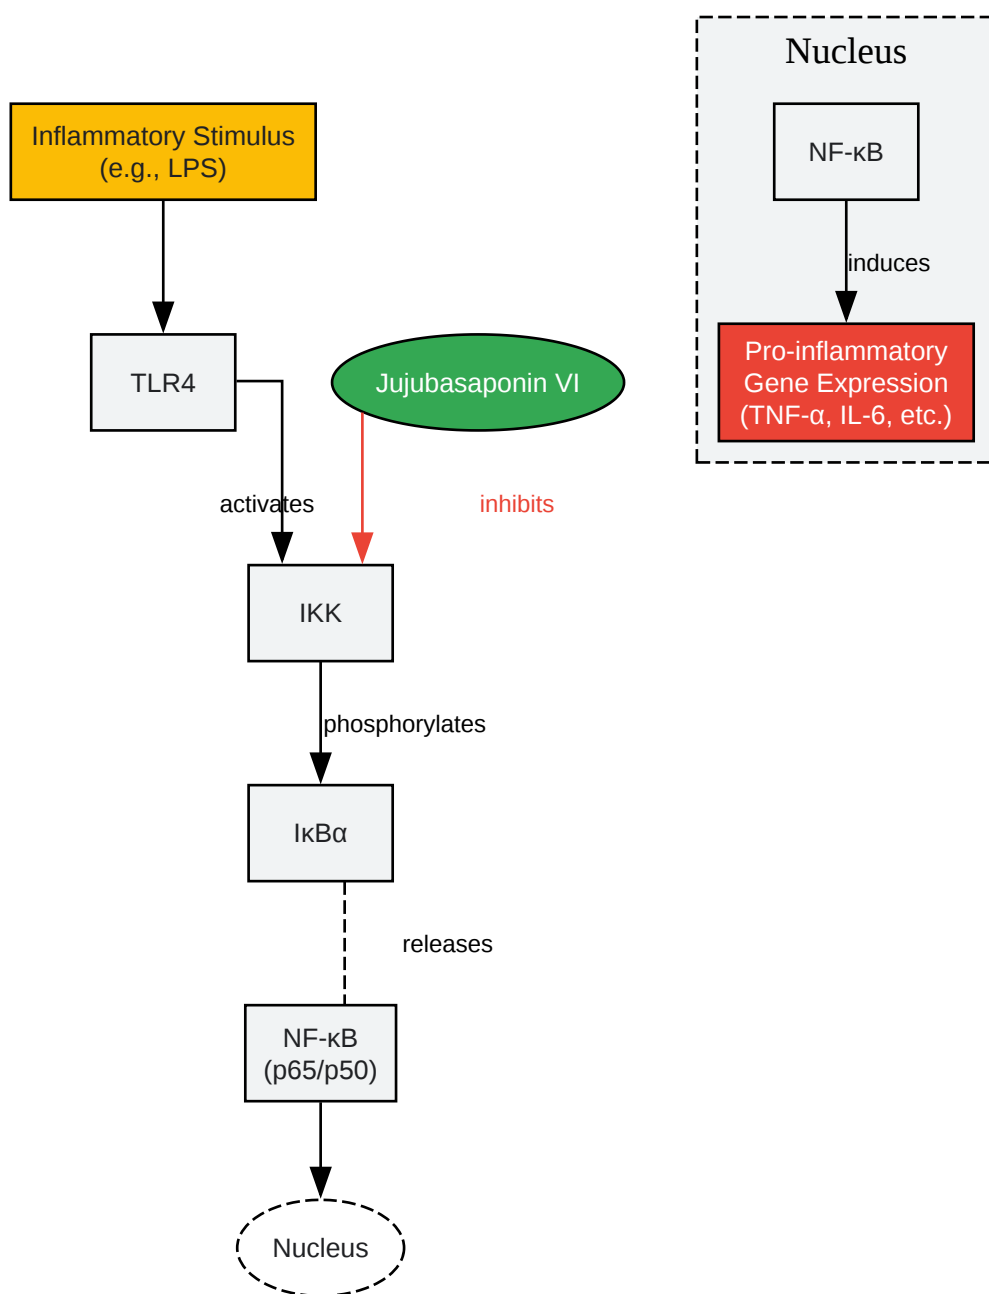 Inflammatory Stimulus
(e.g., LPS)
TLR4
Jujubasaponin VI
activates
inhibits
IKK
phosphorylates
IκBα
releases
NF-κB
(p65/p50)
Nucleus
Nucleus
NF-κB
induces
Pro-inflammatory
Gene Expression
(TNF-α, IL-6, etc.)